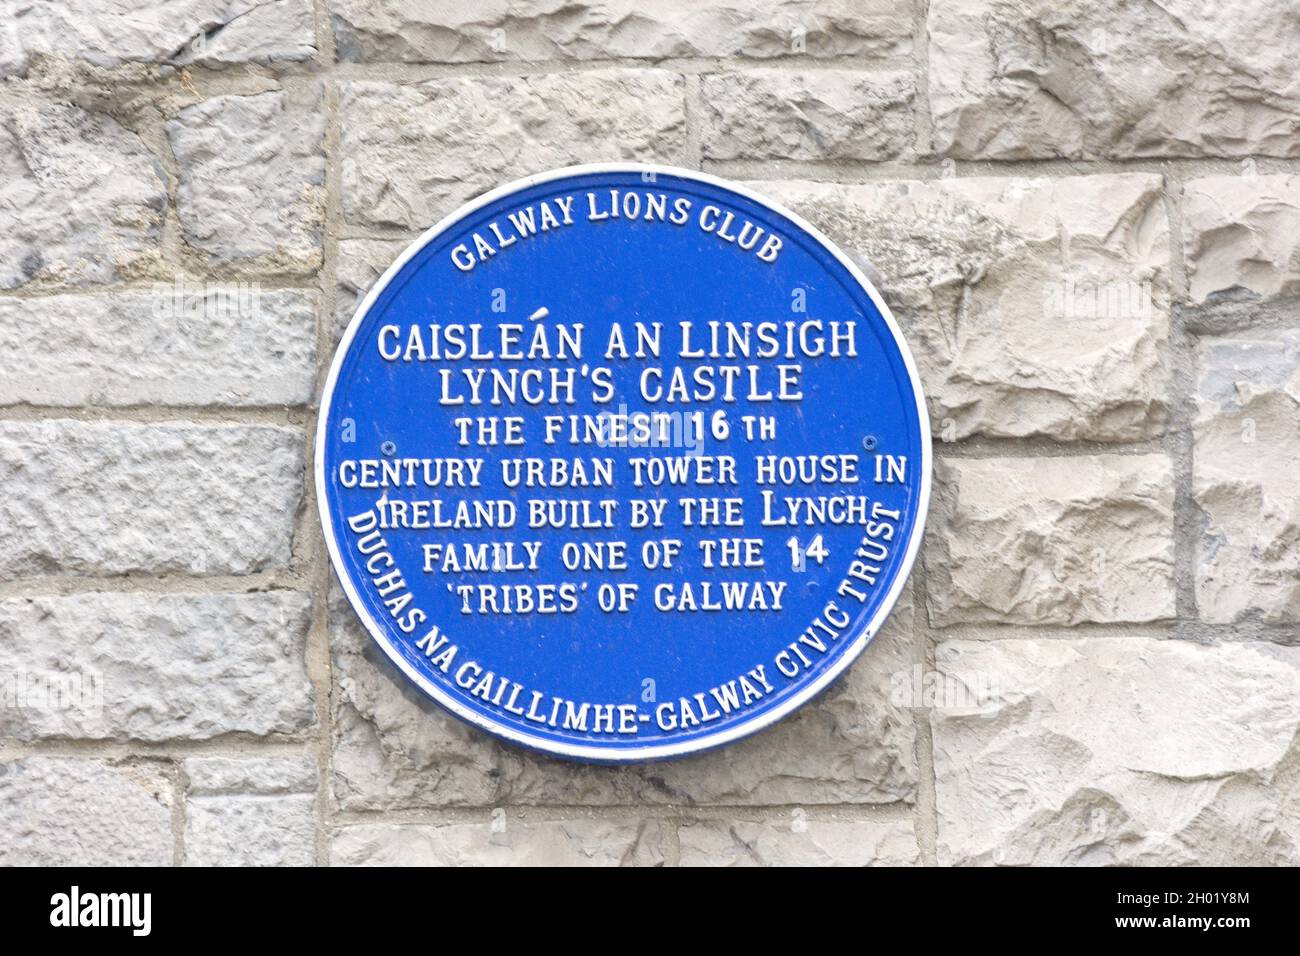 GALWAY LIONS CLUB
CAISLEÁN AN LINSIGH
LYNCH'S CASTLE
THE FINEST 16 TH
CENTURY URBAN TOWER HOUSE IN
IRELAND BUILT BY THE LYNCH
FAMILY ONE OF THE 14
'TRIBES' OF GALWAY
DUCHAS NA GAILLIMHE-GALWAY CIVIC TRUST
alamy
Image ID: 2H01Y8M
www.alamy.com